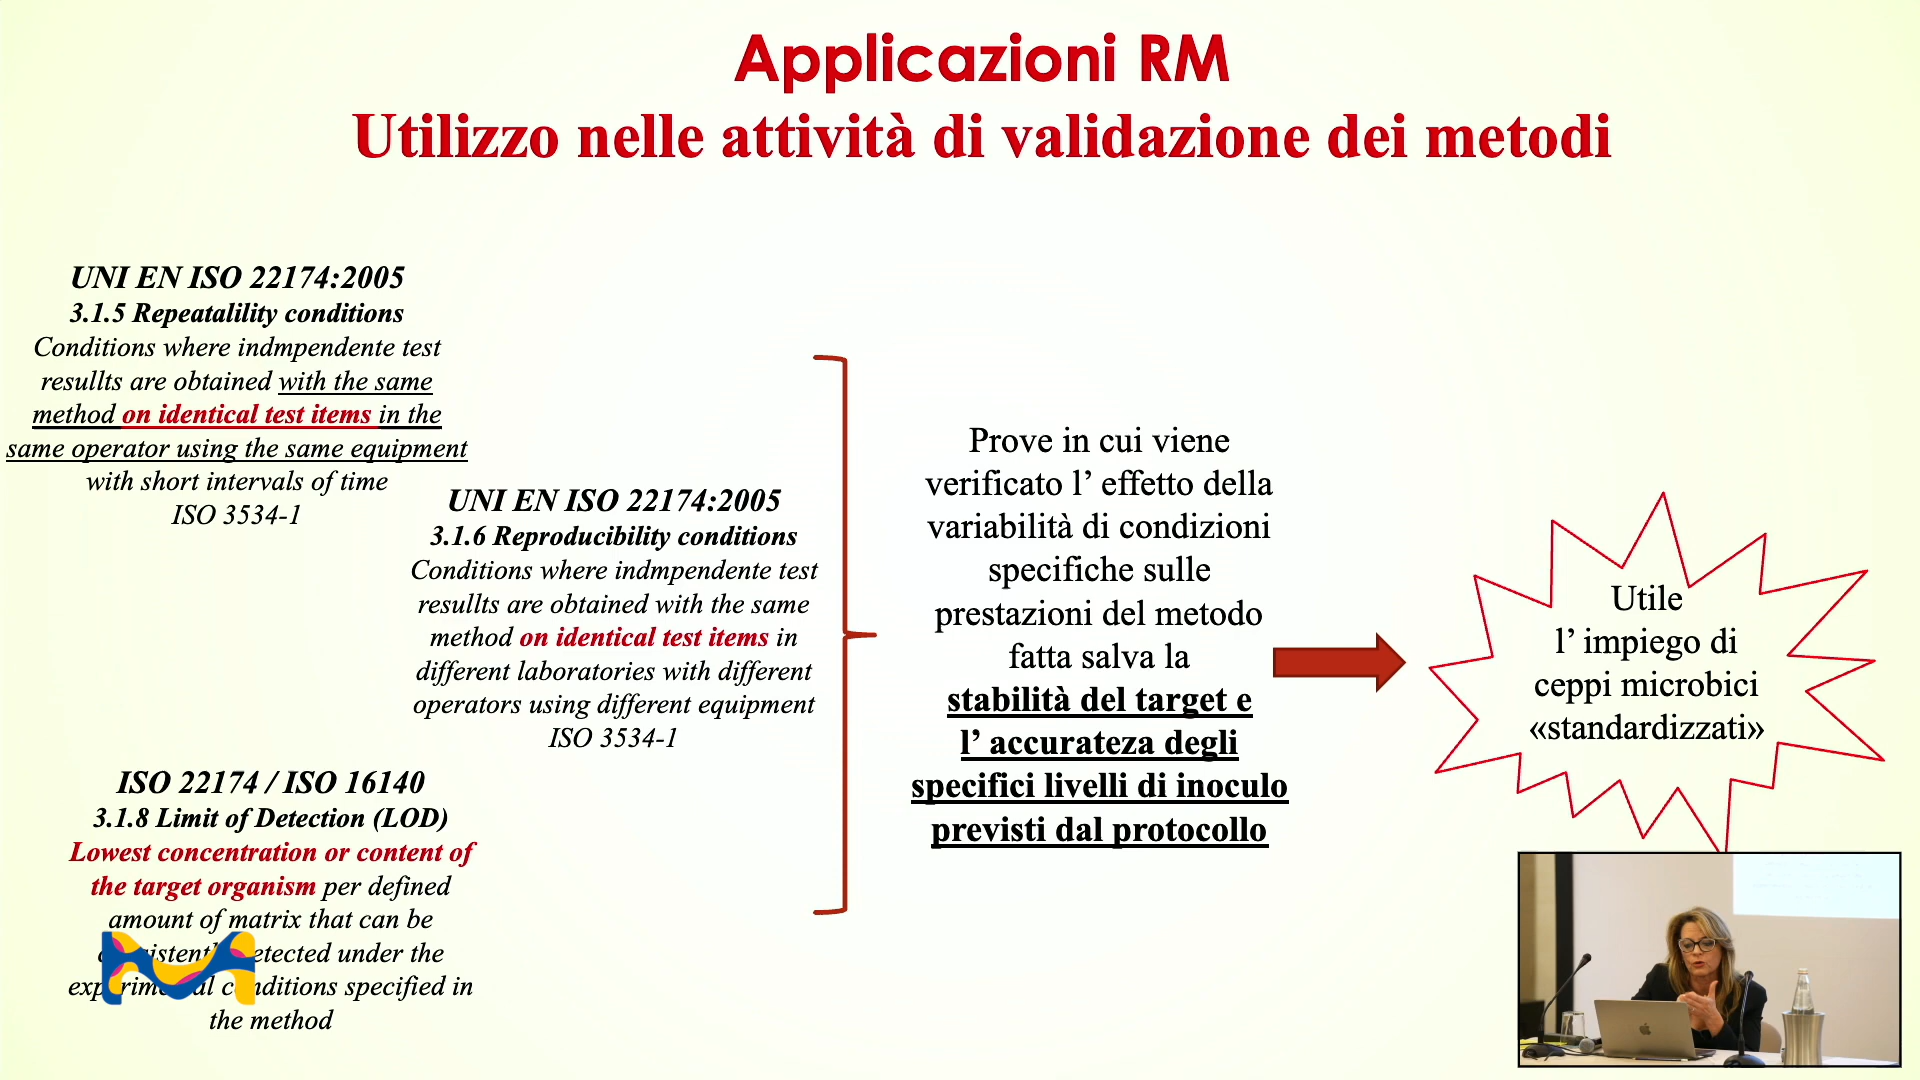 Applicazioni RM
Utilizzo nelle attività di validazione dei metodi
UNI EN ISO 22174:2005
3.1.5 Repeatalility conditions
Conditions where indmpendente test
resullts are obtained with the same
method on identical test items in the
same operator using the same equipment
with short intervals of time
ISO 3534-1
UNI EN ISO 22174:2005
3.1.6 Reproducibility conditions
Conditions where indmpendente test
resullts are obtained with the same
method on identical test items in
different laboratories with different
operators using different equipment
ISO 3534-1
ISO 22174 / ISO 16140
3.1.8 Limit of Detection (LOD)
Lowest concentration or content of
the target organism per defined
amount of matrix that can be
under the
specified in
the method
Prove in cui viene
verificato l’ effetto della
variabilità di condizioni
specifiche sulle
prestazioni del metodo
fatta salva la
stabilità del target e
l’ accurateza degli
specifici livelli di inoculo
previsti dal protocollo
Utile
l’ impiego di
ceppi microbici
«standardizzati»